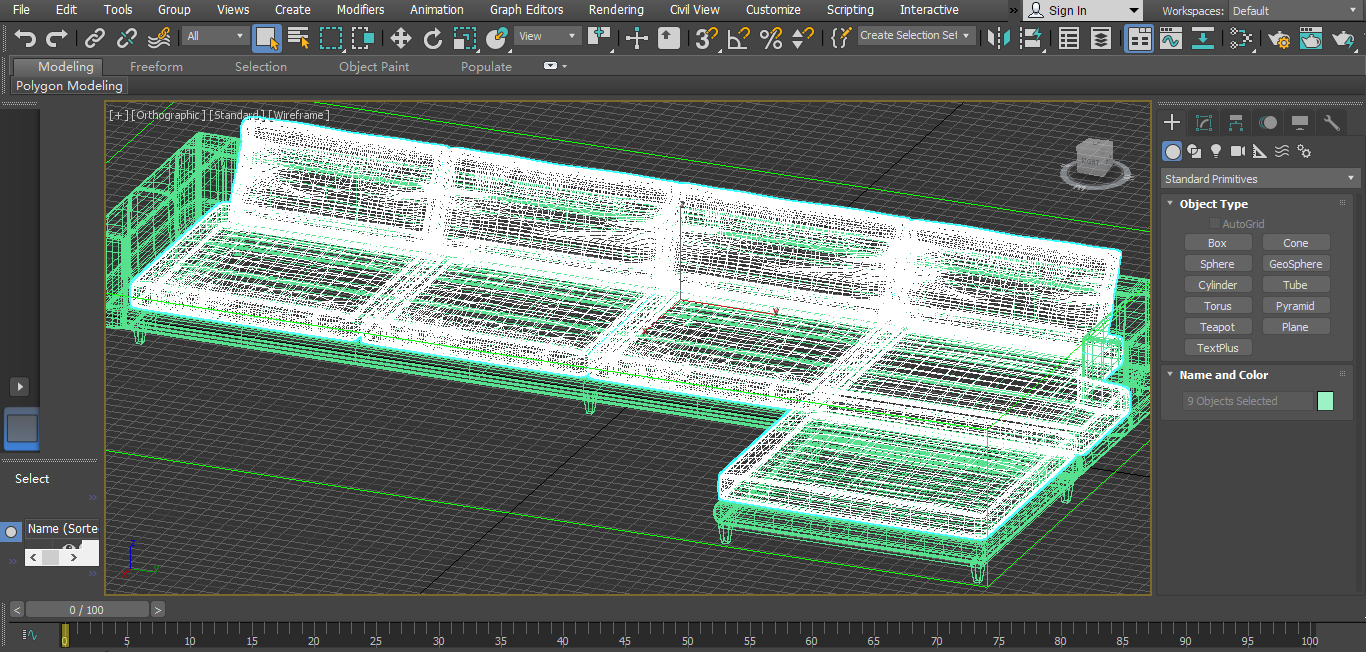 File Edit Tools Group Views Create Modifiers Animation Graph Editors Rendering Civil View Customize Scripting Interactive » Sign In Workspaces: Default
All View 3 Create Selection Set
Modeling Freeform Selection Object Paint Populate
Polygon Modeling
[+] [Orthographic] [Standard] [Wireframe]
Standard Primitives
Object Type
AutoGrid
Box Cone
Sphere GeoSphere
Cylinder Tube
Torus Pyramid
Teapot Plane
TextPlus
Name and Color
9 Objects Selected
Select
Name (Sorte
< 0 / 100 >
0 5 10 15 20 25 30 35 40 45 50 55 60 65 70 75 80 85 90 95 100